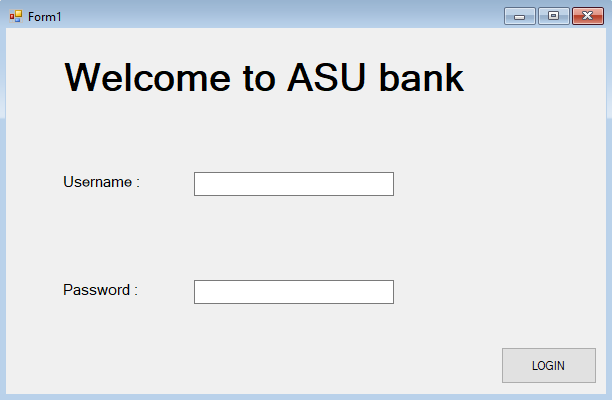 Form1
Welcome to ASU bank
Username :
Password :
LOGIN